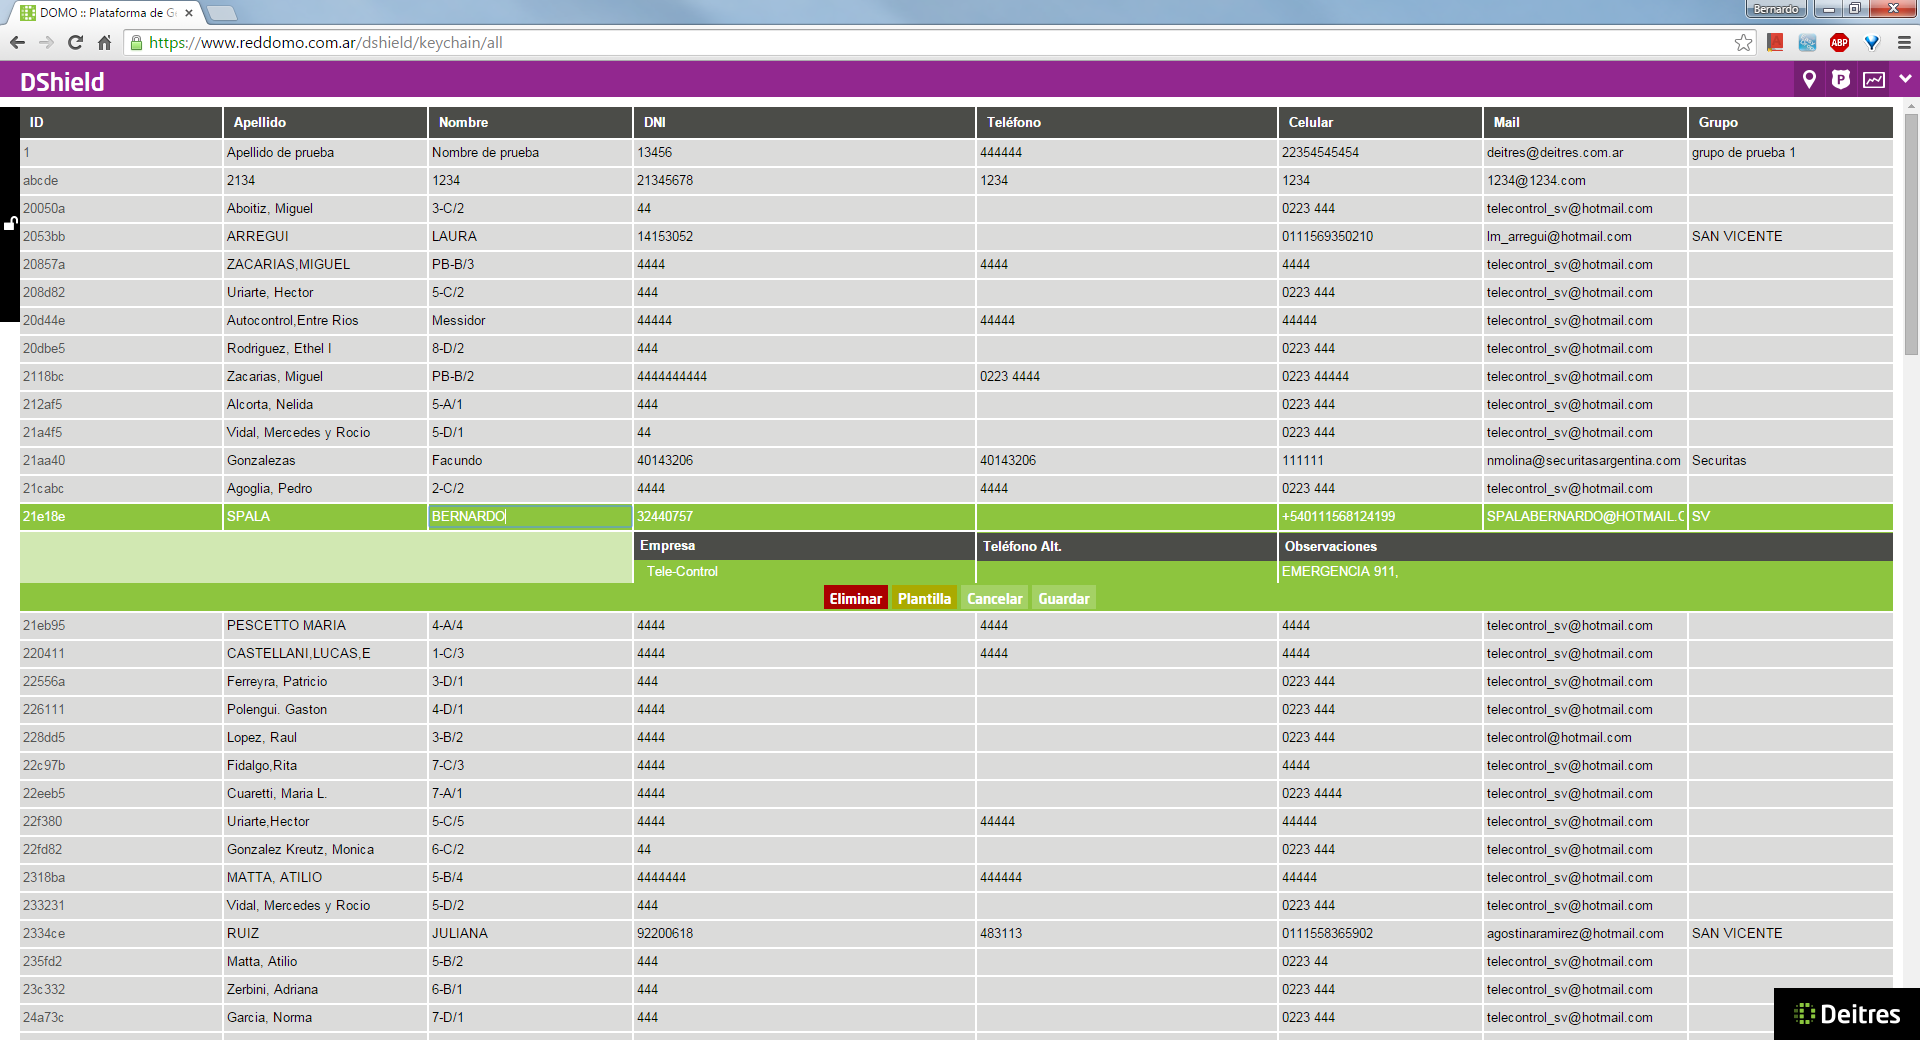 DOMO :: Plataforma de G
Bernardo
https://www.reddomo.com.ar/dshield/keychain/all
ABP
DShield
P
ID Apellido Nombre DNI Teléfono Celular Mail Grupo
1 Apellido de prueba Nombre de prueba 13456 444444 22354545454 deitres@deitres.com.ar grupo de prueba 1
abcde 2134 1234 21345678 1234 1234 1234@1234.com
20050a Aboitiz, Miguel 3-C/2 44 0223 444 telecontrol_sv@hotmail.com
2053bb ARREGUI LAURA 14153052 0111569350210 lm_arregui@hotmail.com SAN VICENTE
20857a ZACARIAS,MIGUEL PB-B/3 4444 4444 4444 telecontrol_sv@hotmail.com
208d82 Uriarte, Hector 5-C/2 444 0223 444 telecontrol_sv@hotmail.com
20d44e Autocontrol,Entre Rios Messidor 44444 44444 44444 telecontrol_sv@hotmail.com
20dbe5 Rodriguez, Ethel I 8-D/2 444 0223 444 telecontrol_sv@hotmail.com
2118bc Zacarias, Miguel PB-B/2 4444444444 0223 4444 0223 44444 telecontrol_sv@hotmail.com
212af5 Alcorta, Nelida 5-A/1 444 0223 444 telecontrol_sv@hotmail.com
21a4f5 Vidal, Mercedes y Rocio 5-D/1 44 0223 444 telecontrol_sv@hotmail.com
21aa40 Gonzalezas Facundo 40143206 40143206 111111 nmolina@securitasargentina.com Securitas
21cabc Agoglia, Pedro 2-C/2 4444 4444 0223 444 telecontrol_sv@hotmail.com
21e18e SPALA BERNARDO 32440757 +540111568124199 SPALABERNARDO@HOTMAIL.C SV
Empresa Teléfono Alt. Observaciones
Tele-Control EMERGENCIA 911,
Eliminar Plantilla Cancelar Guardar
21eb95 PESCETTO MARIA 4-A/4 4444 4444 4444 telecontrol_sv@hotmail.com
220411 CASTELLANI,LUCAS,E 1-C/3 4444 4444 4444 telecontrol_sv@hotmail.com
22556a Ferreyra, Patricio 3-D/1 444 0223 444 telecontrol_sv@hotmail.com
226111 Polengui. Gaston 4-D/1 4444 0223 444 telecontrol_sv@hotmail.com
228dd5 Lopez, Raul 3-B/2 4444 0223 444 telecontrol@hotmail.com
22c97b Fidalgo,Rita 7-C/3 4444 4444 telecontrol_sv@hotmail.com
22eeb5 Cuaretti, Maria L. 7-A/1 4444 0223 4444 telecontrol_sv@hotmail.com
22f380 Uriarte,Hector 5-C/5 4444 44444 44444 telecontrol_sv@hotmail.com
22fd82 Gonzalez Kreutz, Monica 6-C/2 44 0223 444 telecontrol_sv@hotmail.com
2318ba MATTA, ATILIO 5-B/4 4444444 444444 44444 telecontrol_sv@hotmail.com
233231 Vidal, Mercedes y Rocio 5-D/2 444 0223 444 telecontrol_sv@hotmail.com
2334ce RUIZ JULIANA 92200618 483113 0111558365902 agostinaramirez@hotmail.com SAN VICENTE
235fd2 Matta, Atilio 5-B/2 444 0223 44 telecontrol_sv@hotmail.com
23c332 Zerbini, Adriana 6-B/1 444 0223 444 telecontrol_sv@hotmail.com
24a73c Garcia, Norma 7-D/1 444 0223 444 telecontrol_sv@hotmail.com
Deitres